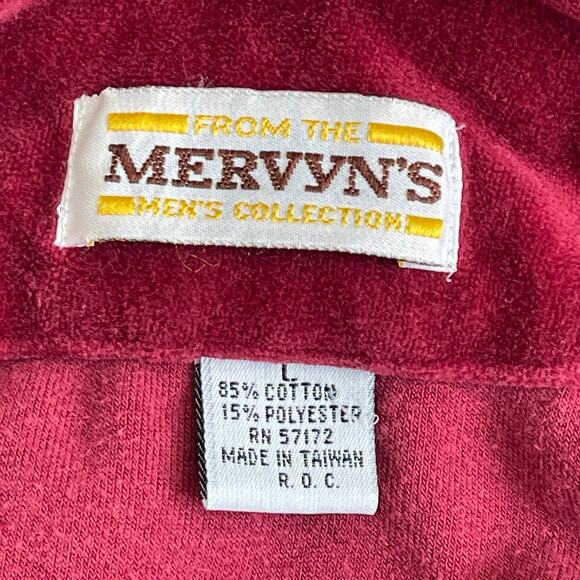 FROM THE
MERVYN'S
MEN'S COLLECTION
L
85% COTTON
15% POLYESTER
RN 57172
MADE IN TAIWAN
R. O. C.